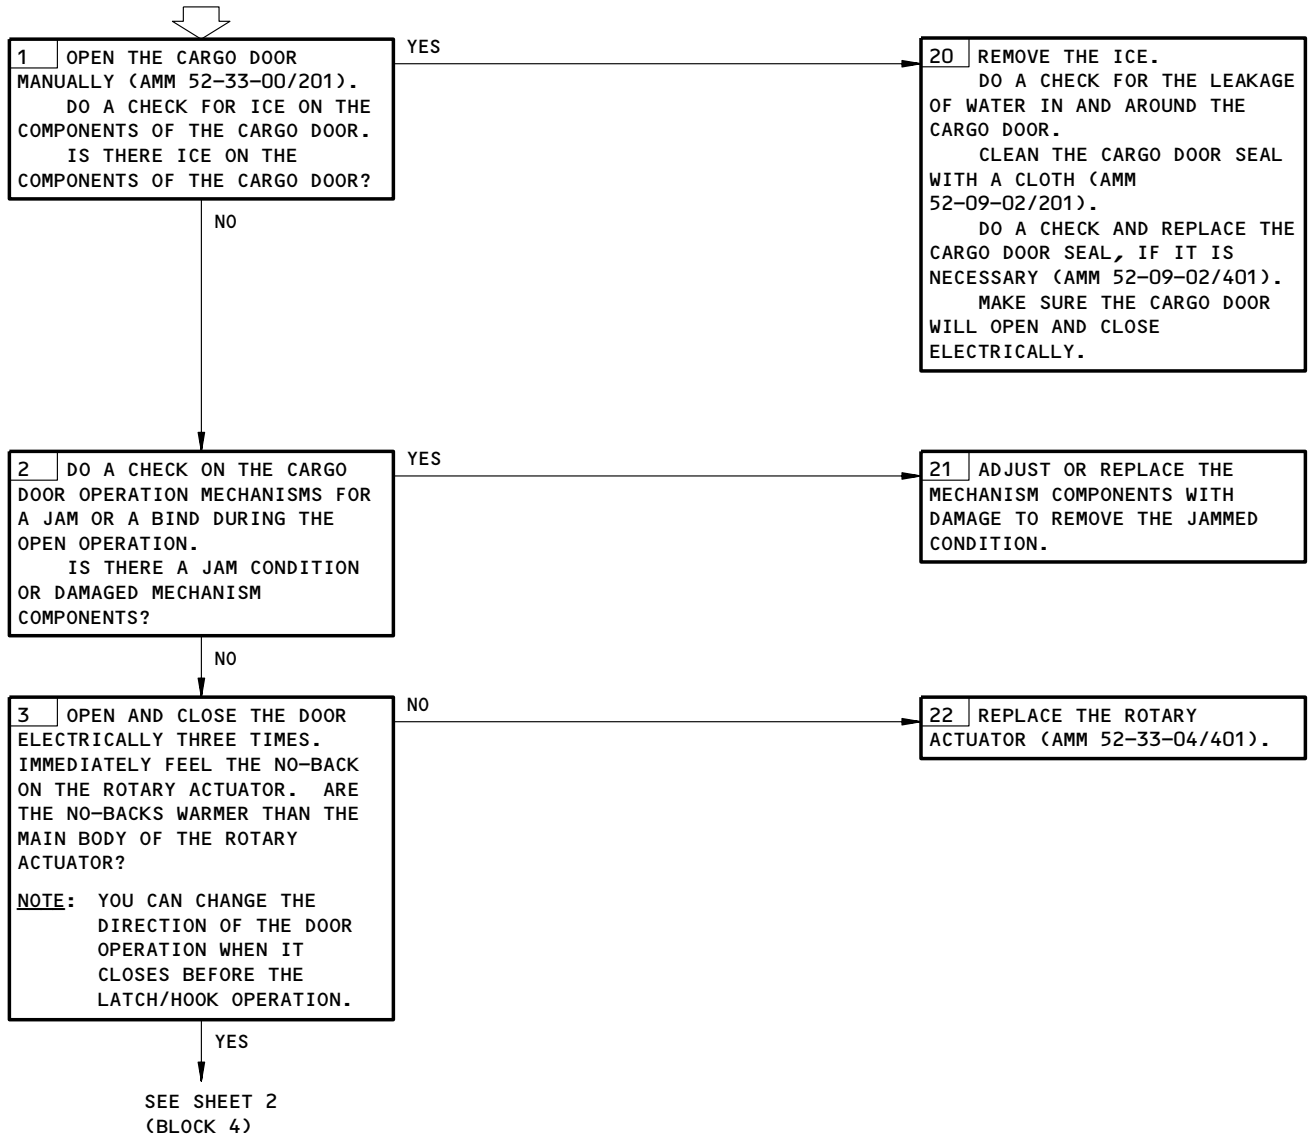 1 OPEN THE CARGO DOOR
MANUALLY (AMM 52-33-00/201).
DO A CHECK FOR ICE ON THE
COMPONENTS OF THE CARGO DOOR.
IS THERE ICE ON THE
COMPONENTS OF THE CARGO DOOR?
YES
20 REMOVE THE ICE.
DO A CHECK FOR THE LEAKAGE
OF WATER IN AND AROUND THE
CARGO DOOR.
CLEAN THE CARGO DOOR SEAL
WITH A CLOTH (AMM
52-09-02/201).
DO A CHECK AND REPLACE THE
CARGO DOOR SEAL, IF IT IS
NECESSARY (AMM 52-09-02/401).
MAKE SURE THE CARGO DOOR
WILL OPEN AND CLOSE
ELECTRICALLY.
NO
2 DO A CHECK ON THE CARGO
DOOR OPERATION MECHANISMS FOR
A JAM OR A BIND DURING THE
OPEN OPERATION.
IS THERE A JAM CONDITION
OR DAMAGED MECHANISM
COMPONENTS?
YES
21 ADJUST OR REPLACE THE
MECHANISM COMPONENTS WITH
DAMAGE TO REMOVE THE JAMMED
CONDITION.
NO
3 OPEN AND CLOSE THE DOOR
ELECTRICALLY THREE TIMES.
IMMEDIATELY FEEL THE NO-BACK
ON THE ROTARY ACTUATOR. ARE
THE NO-BACKS WARMER THAN THE
MAIN BODY OF THE ROTARY
ACTUATOR?
NOTE: YOU CAN CHANGE THE
DIRECTION OF THE DOOR
OPERATION WHEN IT
CLOSES BEFORE THE
LATCH/HOOK OPERATION.
NO
22 REPLACE THE ROTARY
ACTUATOR (AMM 52-33-04/401).
YES
SEE SHEET 2
(BLOCK 4)